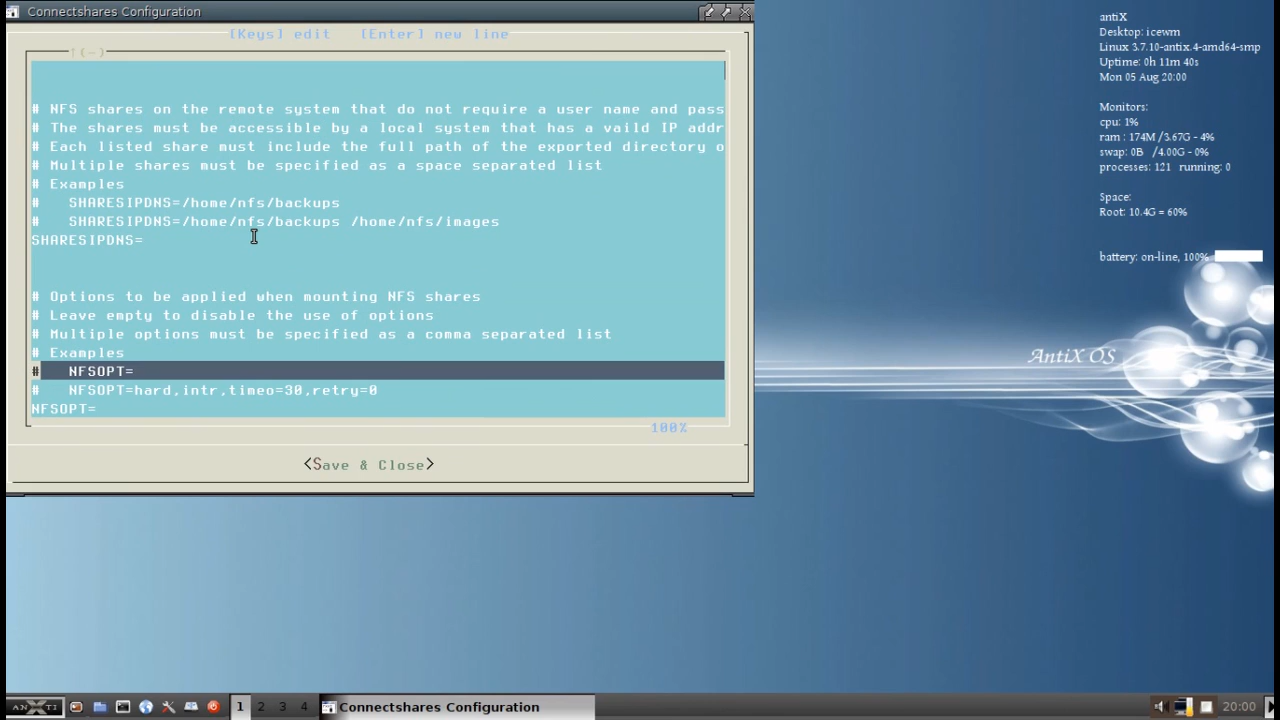 Connectshares Configuration
[Keys] edit [Enter] new line
↑(-)
# NFS shares on the remote system that do not require a user name and pass
# The shares must be accessible by a local system that has a vaild IP addr
# Each listed share must include the full path of the exported directory o
# Multiple shares must be specified as a space separated list
# Examples
#   SHARESIPDNS=/home/nfs/backups
#   SHARESIPDNS=/home/nfs/backups /home/nfs/images
SHARESIPDNS=
# Options to be applied when mounting NFS shares
# Leave empty to disable the use of options
# Multiple options must be specified as a comma separated list
# Examples
#   NFSOPT=
#   NFSOPT=hard,intr,timeo=30,retry=0
NFSOPT=
100%
<Save & Close>
antiX
Desktop: icewm
Linux 3.7.10-antix.4-amd64-smp
Uptime: 0h 11m 40s
Mon 05 Aug 20:00
Monitors:
cpu: 1%
ram : 174M /3.67G - 4%
swap: 0B /4.00G - 0%
processes: 121 running: 0
Space:
Root: 10.4G = 60%
battery: on-line, 100%
AntiX OS
ANXTI
1 2 3 4
Connectshares Configuration
20:00